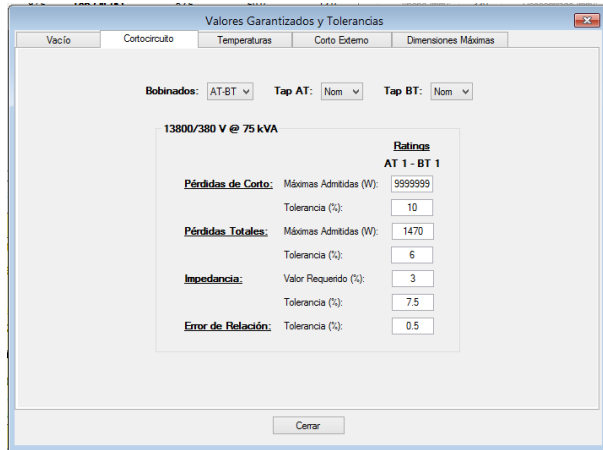 Valores Garantizados y Tolerancias
Vacío Cortocircuito Temperaturas Corto Externo Dimensiones Máximas
Bobinados: AT-BT Tap AT: Nom Tap BT: Nom
13800/380 V @ 75 kVA
Ratings
AT 1 - BT 1
Pérdidas de Corto: Máximas Admitidas (W): 9999999
Tolerancia (%): 10
Pérdidas Totales: Máximas Admitidas (W): 1470
Tolerancia (%): 6
Impedancia: Valor Requerido (%): 3
Tolerancia (%): 7.5
Error de Relación: Tolerancia (%): 0.5
Cerrar